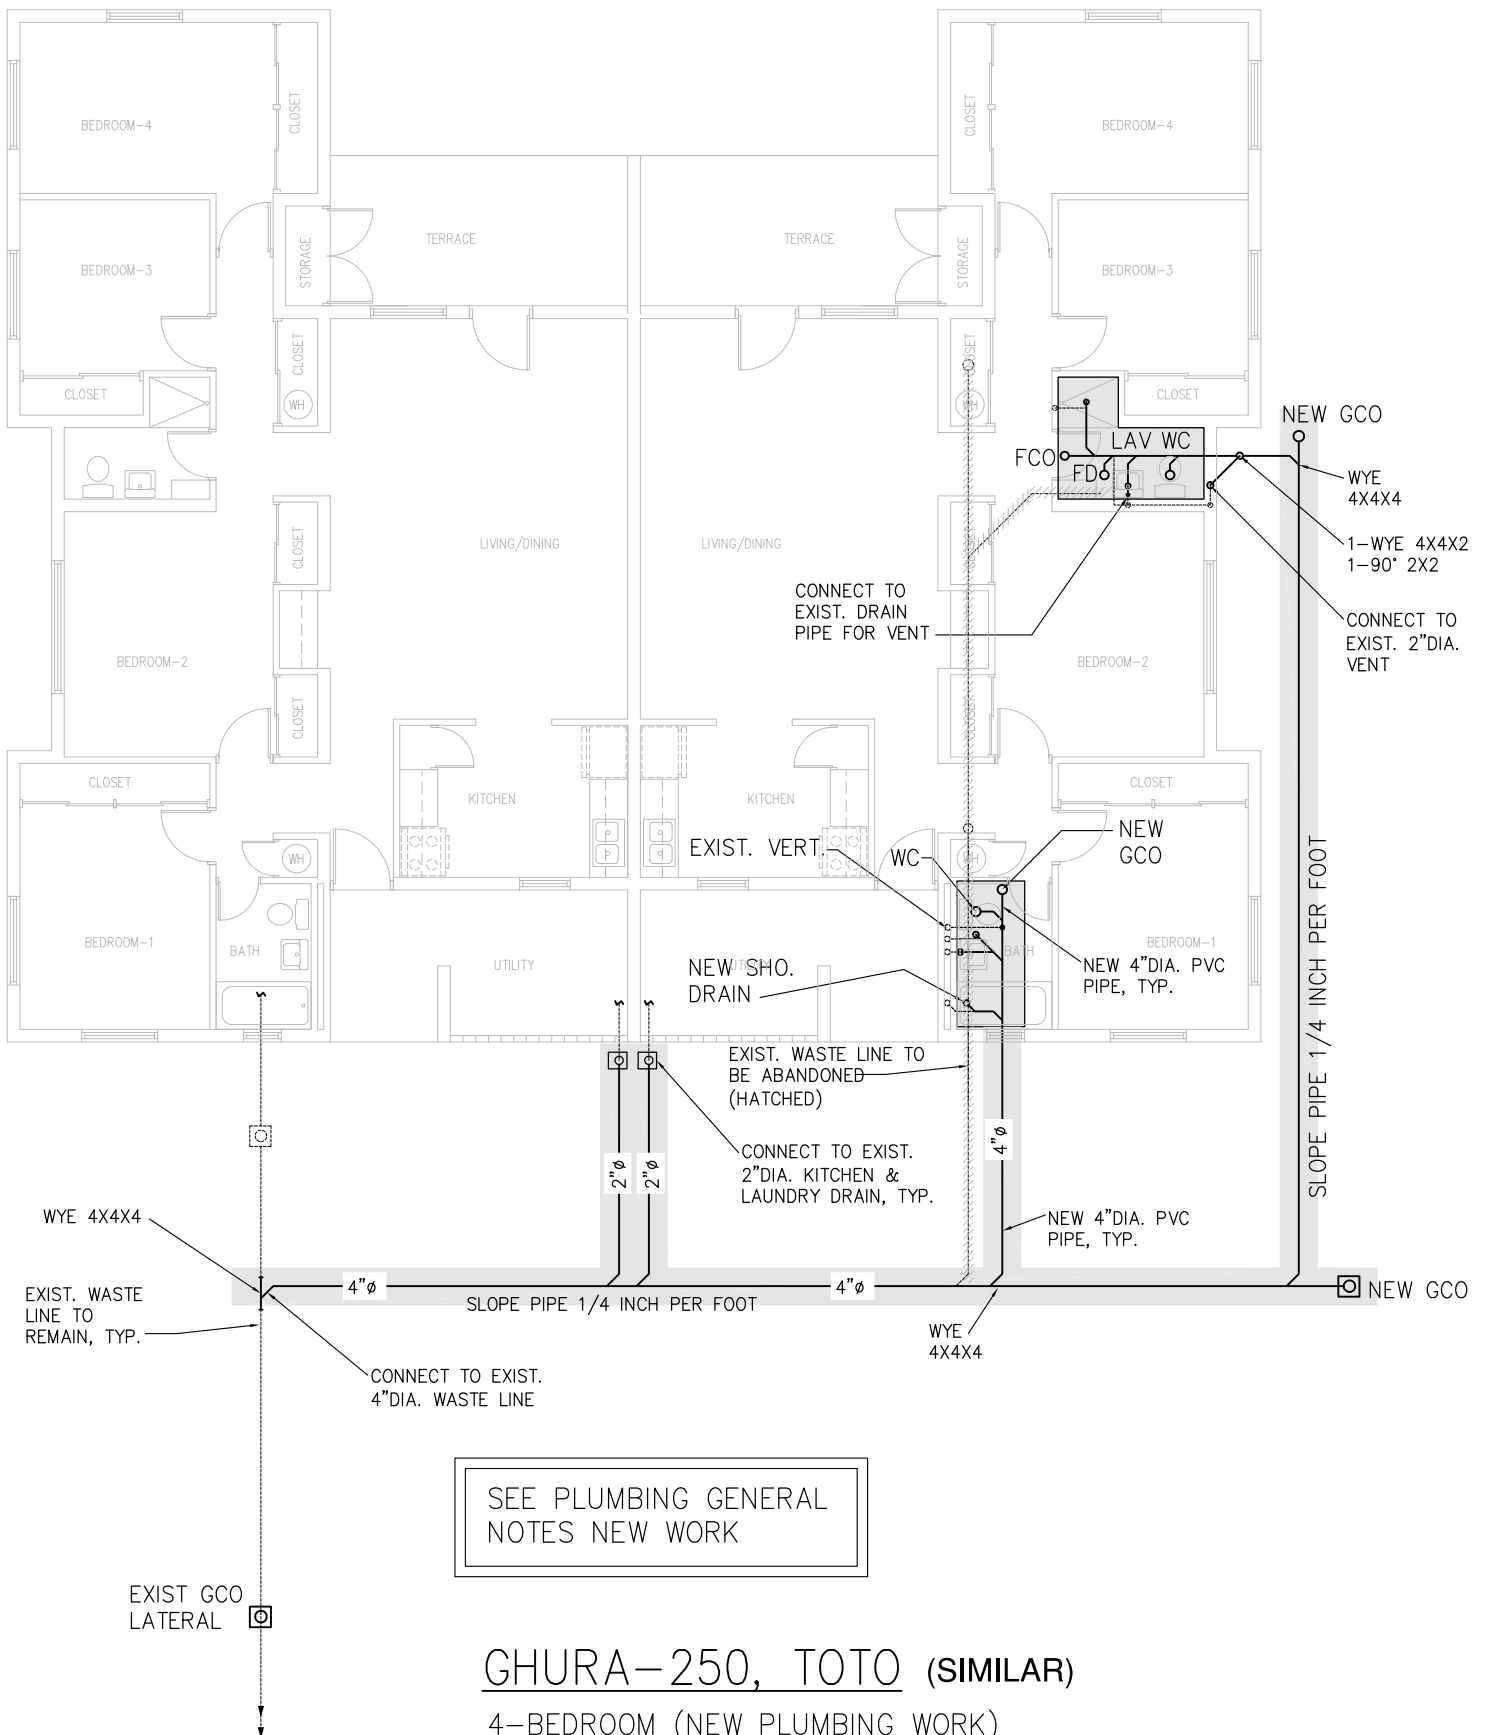 BEDROOM-4
CLOSET
CLOSET
BEDROOM-4
TERRACE
TERRACE
STORAGE
STORAGE
BEDROOM-3
BEDROOM-3
CLOSET
CLOSET
CLOSET
CLOSET
WH
WH
NEW GCO
LAV WC
FCO
FD
WYE
4X4X4
1-WYE 4X4X2
1-90° 2X2
CLOSET
LIVING/DINING
LIVING/DINING
CONNECT TO
EXIST. DRAIN
PIPE FOR VENT
CONNECT TO
EXIST. 2"DIA.
VENT
BEDROOM-2
BEDROOM-2
CLOSET
CLOSET
CLOSET
KITCHEN
KITCHEN
NEW
GCO
EXIST. VERT.
WC
WH
WH
BEDROOM-1
BATH
UTILITY
UTILITY
BATH
BEDROOM-1
NEW SHO.
DRAIN
NEW 4"DIA. PVC
PIPE, TYP.
SLOPE PIPE 1/4 INCH PER FOOT
EXIST. WASTE LINE TO
BE ABANDONED
(HATCHED)
4"ø
2"ø
2"ø
CONNECT TO EXIST.
2"DIA. KITCHEN &
LAUNDRY DRAIN, TYP.
WYE 4X4X4
NEW 4"DIA. PVC
PIPE, TYP.
4"ø
4"ø
NEW GCO
EXIST. WASTE
LINE TO
REMAIN, TYP.
SLOPE PIPE 1/4 INCH PER FOOT
WYE
4X4X4
CONNECT TO EXIST.
4"DIA. WASTE LINE
SEE PLUMBING GENERAL
NOTES NEW WORK
EXIST GCO
LATERAL
GHURA-250, TOTO (SIMILAR)
4-BEDROOM (NEW PLUMBING WORK)